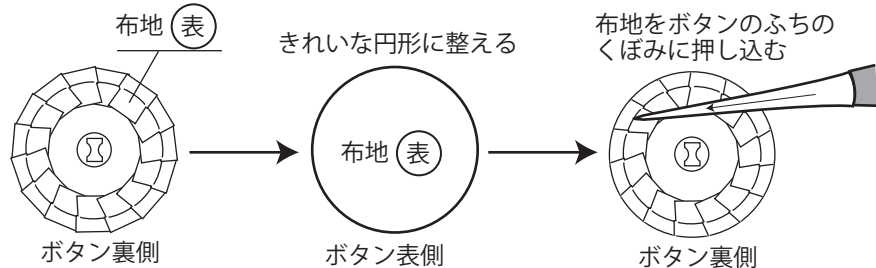 布地 表
ボタン裏側
きれいな円形に整える
布地 表
ボタン表側
布地をボタンのふちの
くぼみに押し込む
ボタン裏側